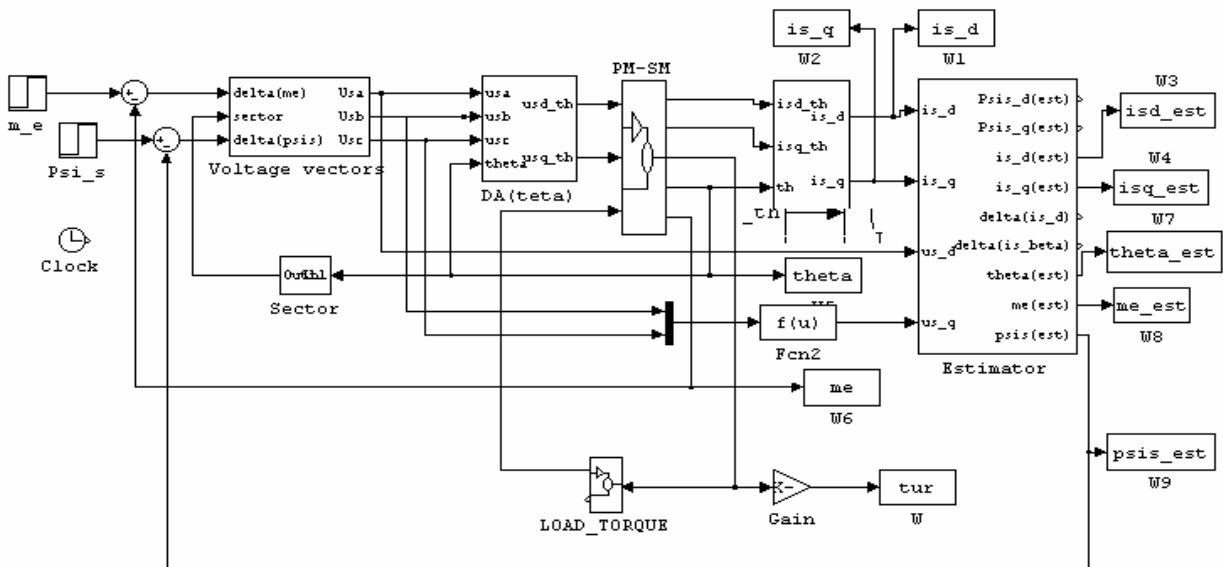 m_e
Psi_s
Clock
delta(me)
sector
delta(psis)
Usa
Usb
Usc
Voltage vectors
usa
usb
usc
theta
usd_th
usq_th
DA(teta)
PM-SM
isd_th
isq_th
th
is_d
is_q
is_q
W2
is_d
W1
is_d
is_q
us_d
us_q
Psis_d(est)
Psis_q(est)
is_d(est)
is_q(est)
delta(is_d)
delta(is_beta)
theta(est)
me(est)
psis(est)
Estimator
W3
isd_est
W4
isq_est
W7
theta_est
me_est
W8
psis_est
W9
Sector
theta
f(u)
Fcn2
me
W6
LOAD_TORQUE
K-
Gain
tur
W